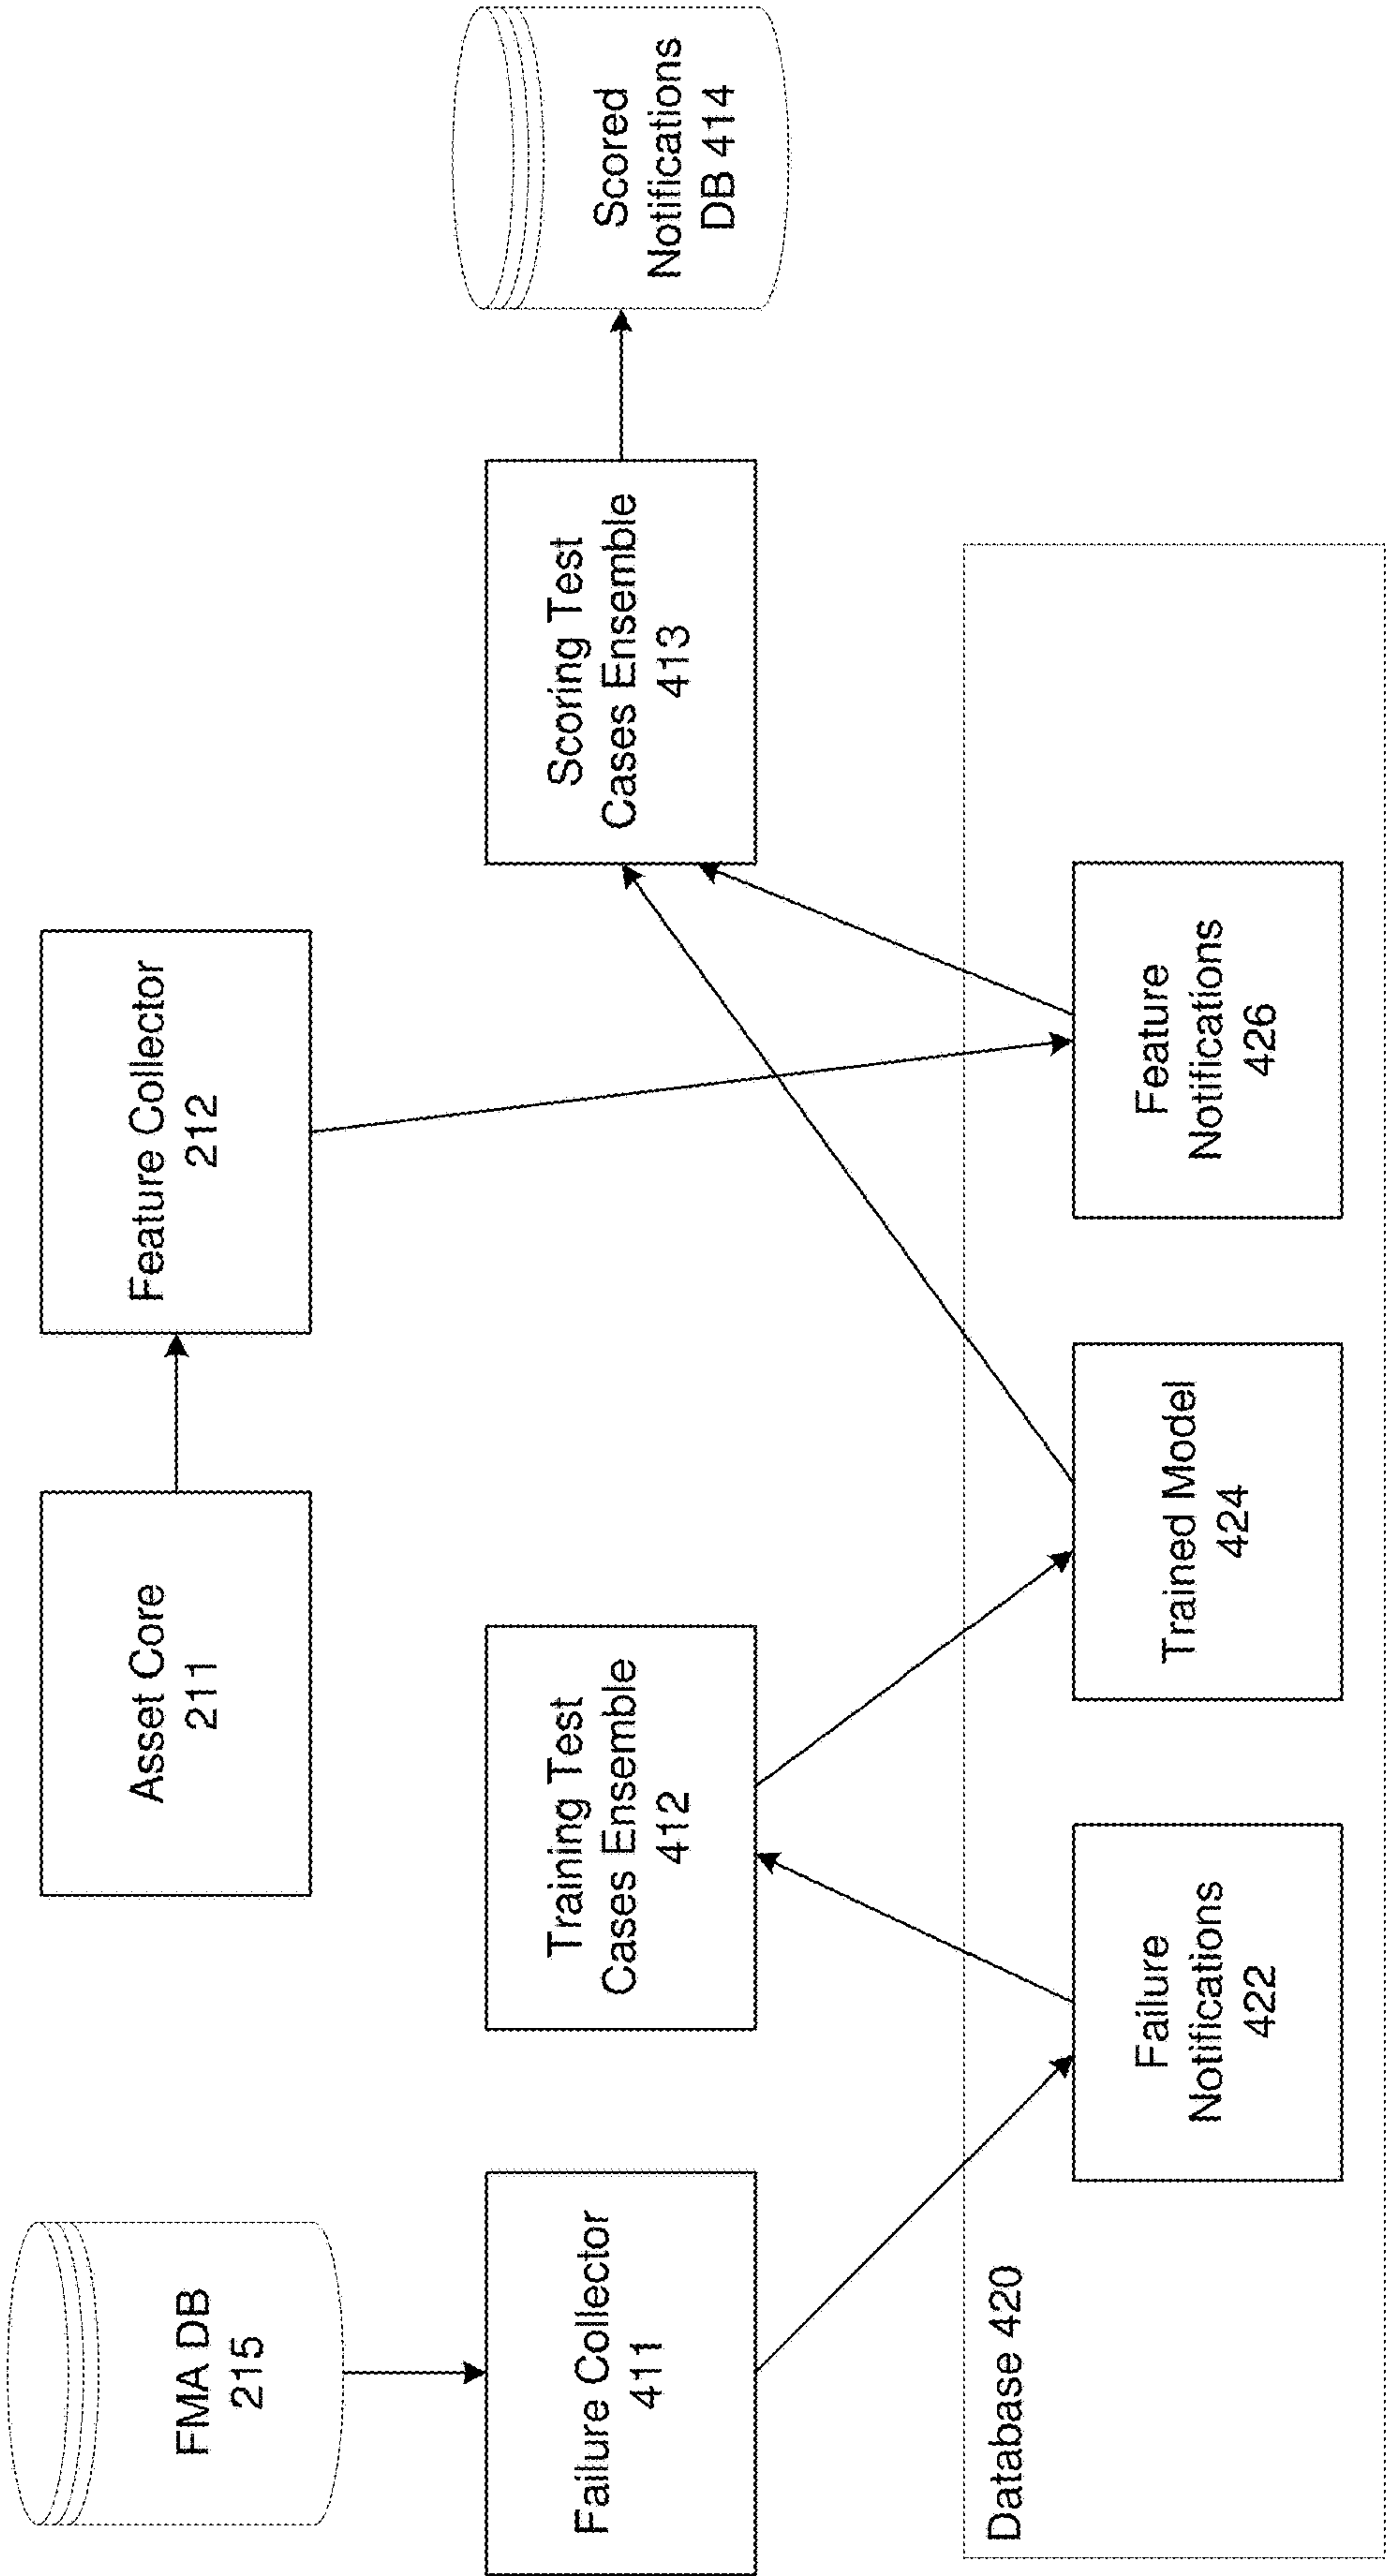 FMA DB
215
Asset Core
211
Feature Collector
212
Failure Collector
411
Training Test
Cases Ensemble
412
Scoring Test
Cases Ensemble
413
Scored
Notifications
DB 414
Database 420
Failure
Notifications
422
Trained Model
424
Feature
Notifications
426